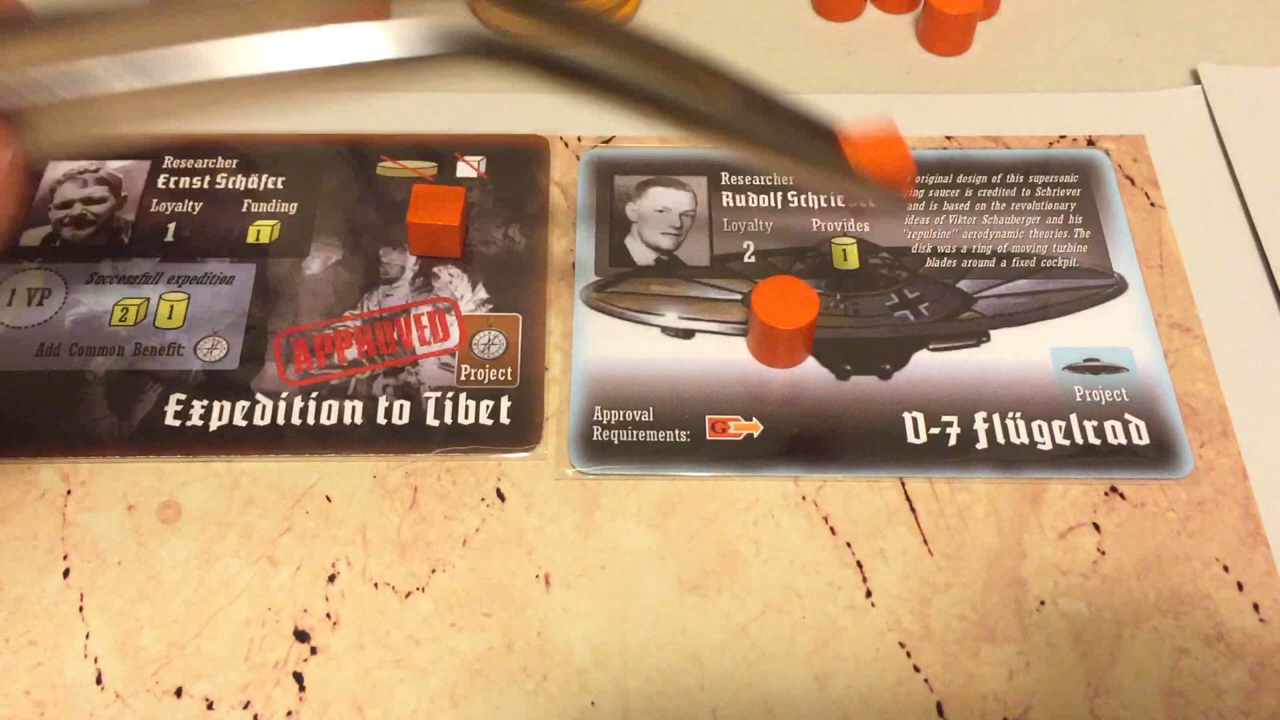 Researcher
Ernst Schäfer
Loyalty
Funding
1
1
1 VP
Successfull expedition
2
1
Add Common Benefit:
APPROVED
Project
Expedition to Tibet
Researcher
Rudolf
Loyalty
Provides
2
1
original design of this supersonic
saucer is credited to Schriever
and is based on the revolutionary
ideas of Viktor Schauberger and his
"repulsine" aerodynamic theories. The
disk was a ring of moving turbine
blades around a fixed cockpit.
Project
Approval
Requirements:
G
V-7 Flügelrad